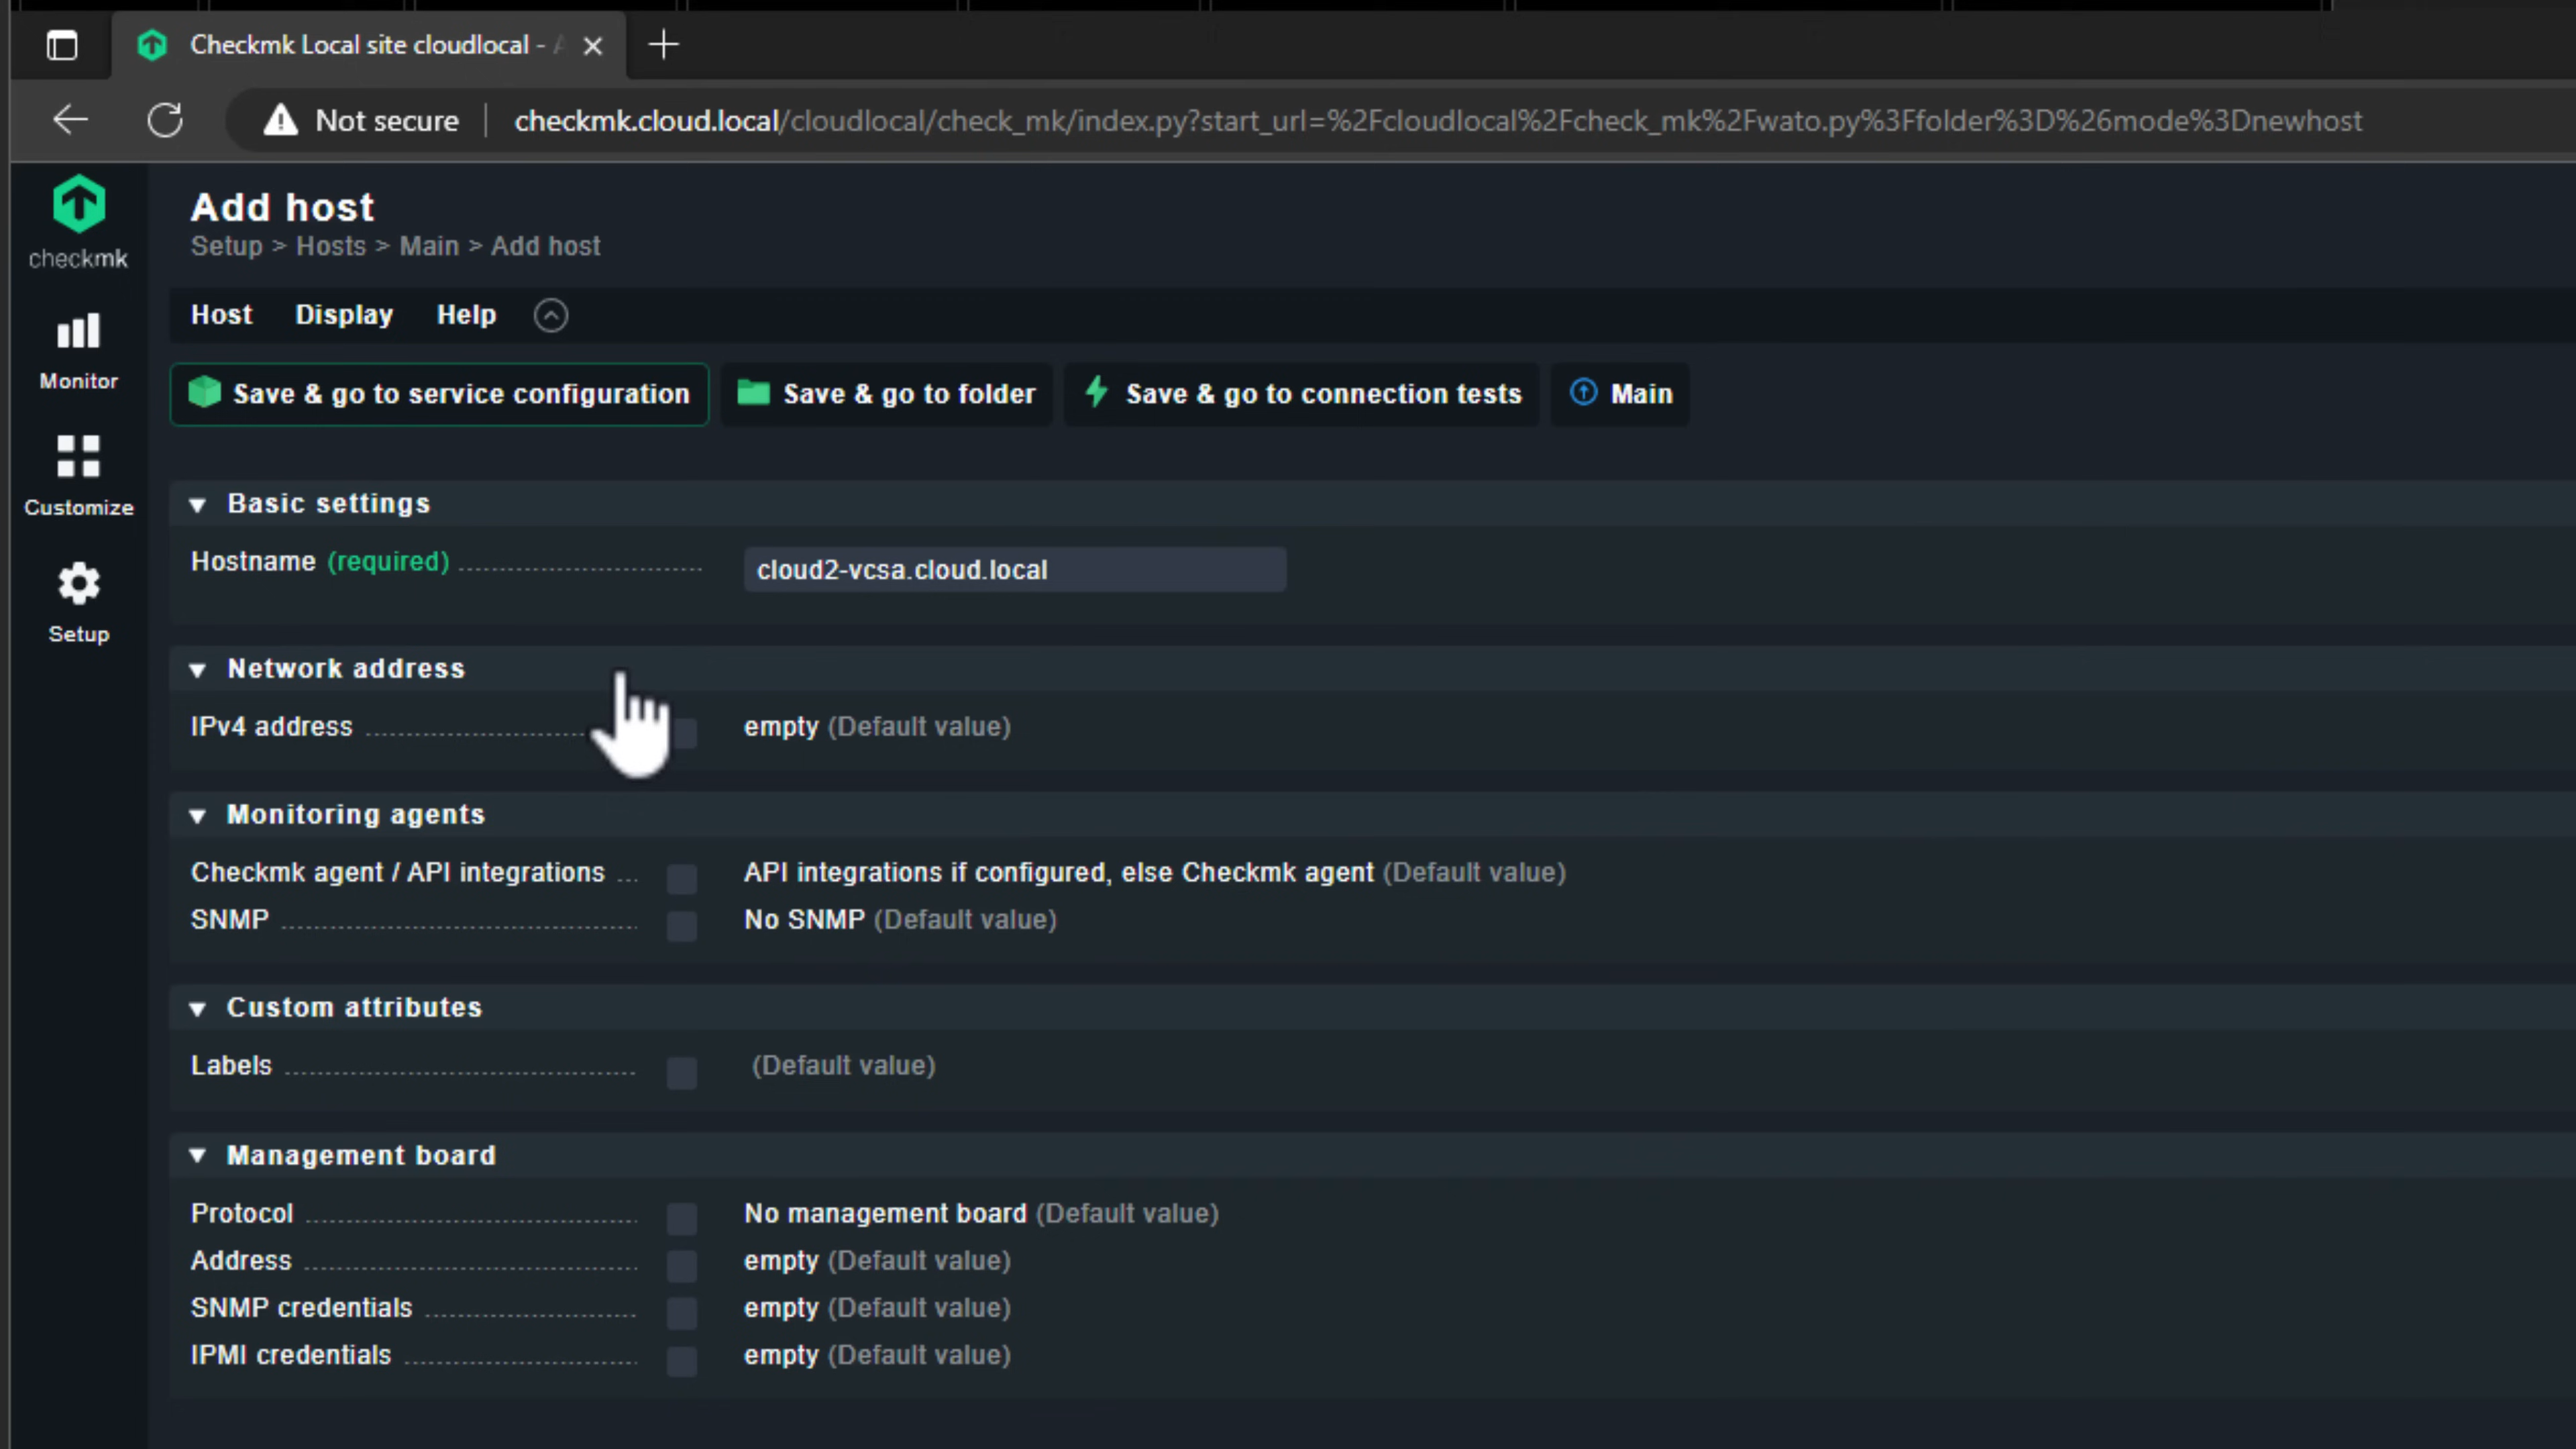 Checkmk Local site cloudlocal -
Not secure
checkmk.cloud.local/cloudlocal/check_mk/index.py?start_url=%2Fcloudlocal%2Fcheck_mk%2Fwato.py%3Ffolder%3D%26mode%3Dnewhost
checkmk
Add host
Setup > Hosts > Main > Add host
Host Display Help
Save & go to service configuration Save & go to folder Save & go to connection tests Main
Monitor
Customize
Setup
Basic settings
Hostname (required) cloud2-vcsa.cloud.local
Network address
IPv4 address empty (Default value)
Monitoring agents
Checkmk agent / API integrations API integrations if configured, else Checkmk agent (Default value)
SNMP No SNMP (Default value)
Custom attributes
Labels (Default value)
Management board
Protocol No management board (Default value)
Address empty (Default value)
SNMP credentials empty (Default value)
IPMI credentials empty (Default value)